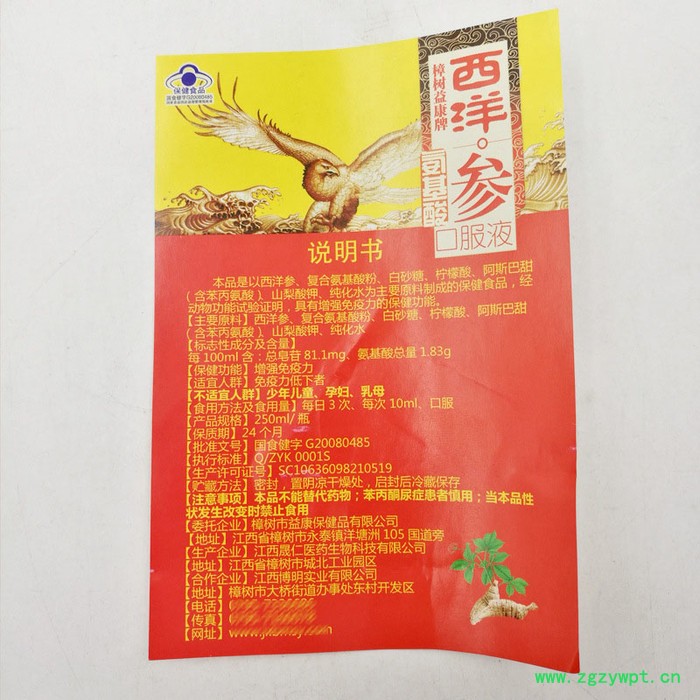 保健食品
国食健字G20080485
樟树益康牌
西洋参
氨基酸
口服液
说明书
本品是以西洋参、复合氨基酸粉、白砂糖、柠檬酸、阿斯巴甜
(含苯丙氨酸)、山梨酸钾、纯化水为主要原料制成的保健食品，经
动物功能试验证明，具有增强免疫力的保健功能。
【主要原料】西洋参、复合氨基酸粉、白砂糖、柠檬酸、阿斯巴甜
(含苯丙氨酸)、山梨酸钾、纯化水
【标志性成分及含量】
每 100ml 含：总皂苷 81.1mg、氨基酸总量 1.83g
【保健功能】增强免疫力
【适宜人群】免疫力低下者
【不适宜人群】少年儿童、孕妇、乳母
【食用方法及食用量】每日 3 次、每次 10ml、口服
【产品规格】250ml/ 瓶
【保质期】24 个月
【批准文号】国食健字 G20080485
【执行标准】Q/ZYK 0001S
【生产许可证号】SC10636098210519
【贮藏方法】密封，置阴凉干燥处，启封后冷藏保存
【注意事项】本品不能替代药物；苯丙酮尿症患者慎用；当本品性
状发生改变时禁止食用
【委托企业】樟树市益康保健品有限公司
【地址】江西省樟树市永泰镇洋塘洲 105 国道旁
【生产企业】江西晟仁医药生物科技有限公司
【地址】江西省樟树市城北工业园区
【合作企业】江西博明实业有限公司
【地址】樟树市大桥街道办事处东村开发区
【电话】
【传真】
【网址】
www.zgzywpt.cn